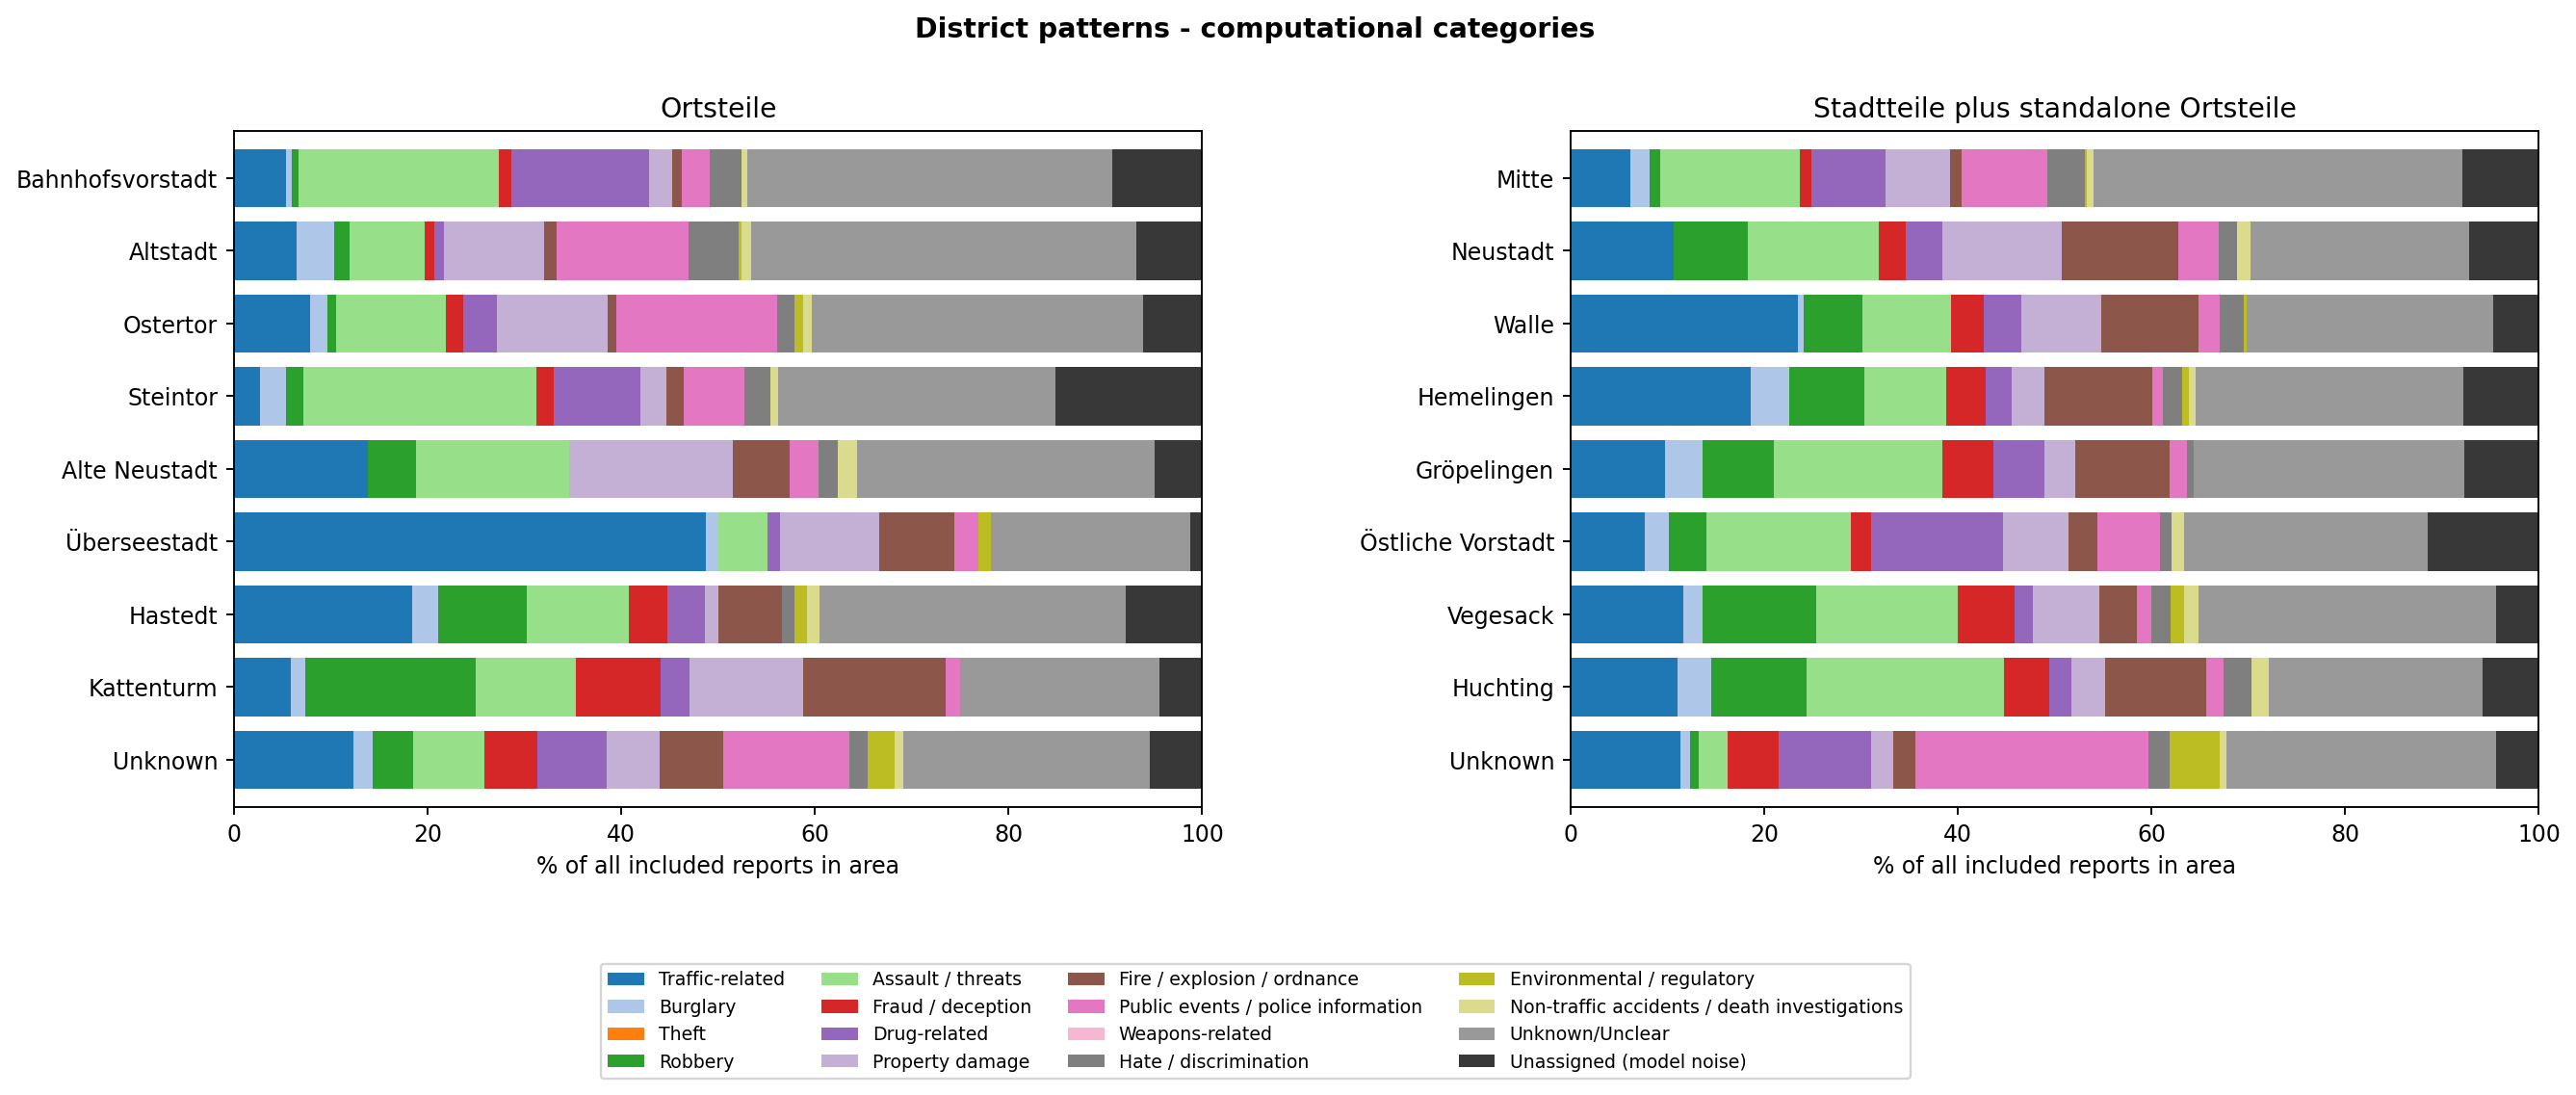 District patterns - computational categories
Ortsteile
Bahnhofsvorstadt
Altstadt
Ostertor
Steintor
Alte Neustadt
Überseestadt
Hastedt
Kattenturm
Unknown
0 20 40 60 80 100
% of all included reports in area
Stadtteile plus standalone Ortsteile
Mitte
Neustadt
Walle
Hemelingen
Gröpelingen
Östliche Vorstadt
Vegesack
Huchting
Unknown
0 20 40 60 80 100
% of all included reports in area
Traffic-related
Burglary
Theft
Robbery
Assault / threats
Fraud / deception
Drug-related
Property damage
Fire / explosion / ordnance
Public events / police information
Weapons-related
Hate / discrimination
Environmental / regulatory
Non-traffic accidents / death investigations
Unknown/Unclear
Unassigned (model noise)